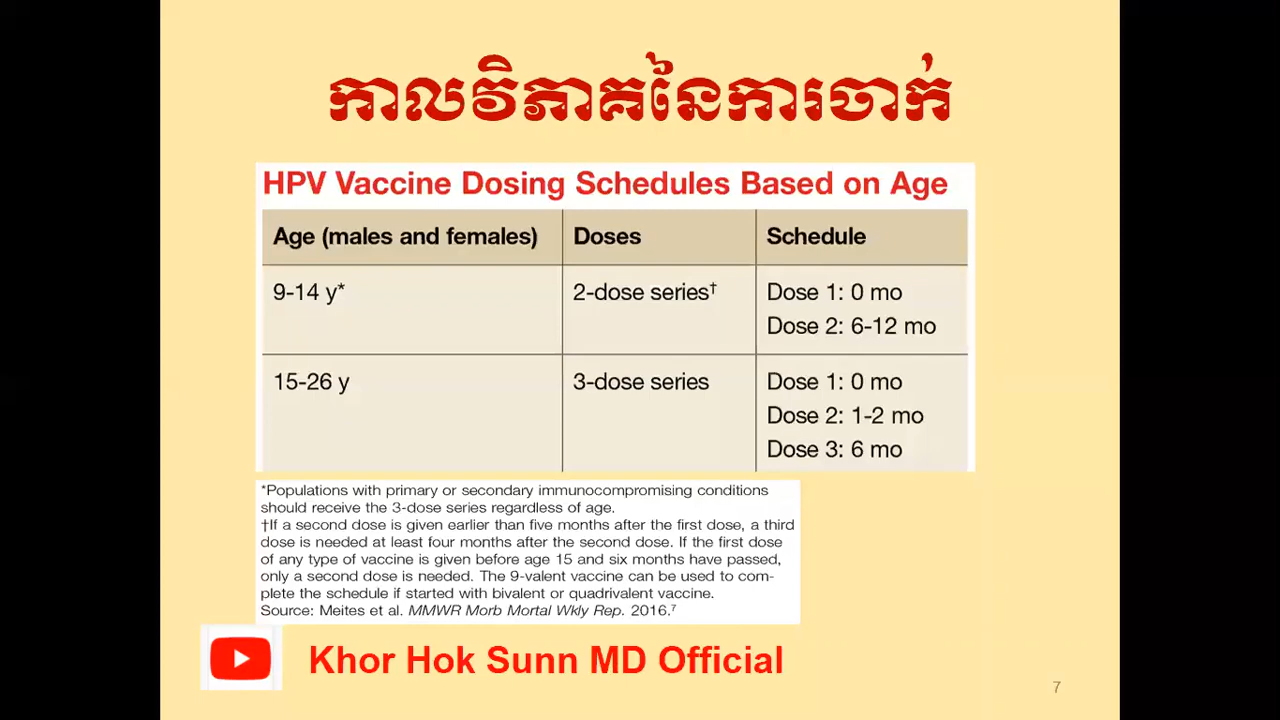 កាលវិភាគនៃការចាក់
HPV Vaccine Dosing Schedules Based on Age
Age (males and females) Doses Schedule
9-14 y* 2-dose series† Dose 1: 0 mo
Dose 2: 6-12 mo
15-26 y 3-dose series Dose 1: 0 mo
Dose 2: 1-2 mo
Dose 3: 6 mo
*Populations with primary or secondary immunocompromising conditions
should receive the 3-dose series regardless of age.
†If a second dose is given earlier than five months after the first dose, a third
dose is needed at least four months after the second dose. If the first dose
of any type of vaccine is given before age 15 and six months have passed,
only a second dose is needed. The 9-valent vaccine can be used to com-
plete the schedule if started with bivalent or quadrivalent vaccine.
Source: Meites et al. MMWR Morb Mortal Wkly Rep. 2016.⁷
Khor Hok Sunn MD Official
7